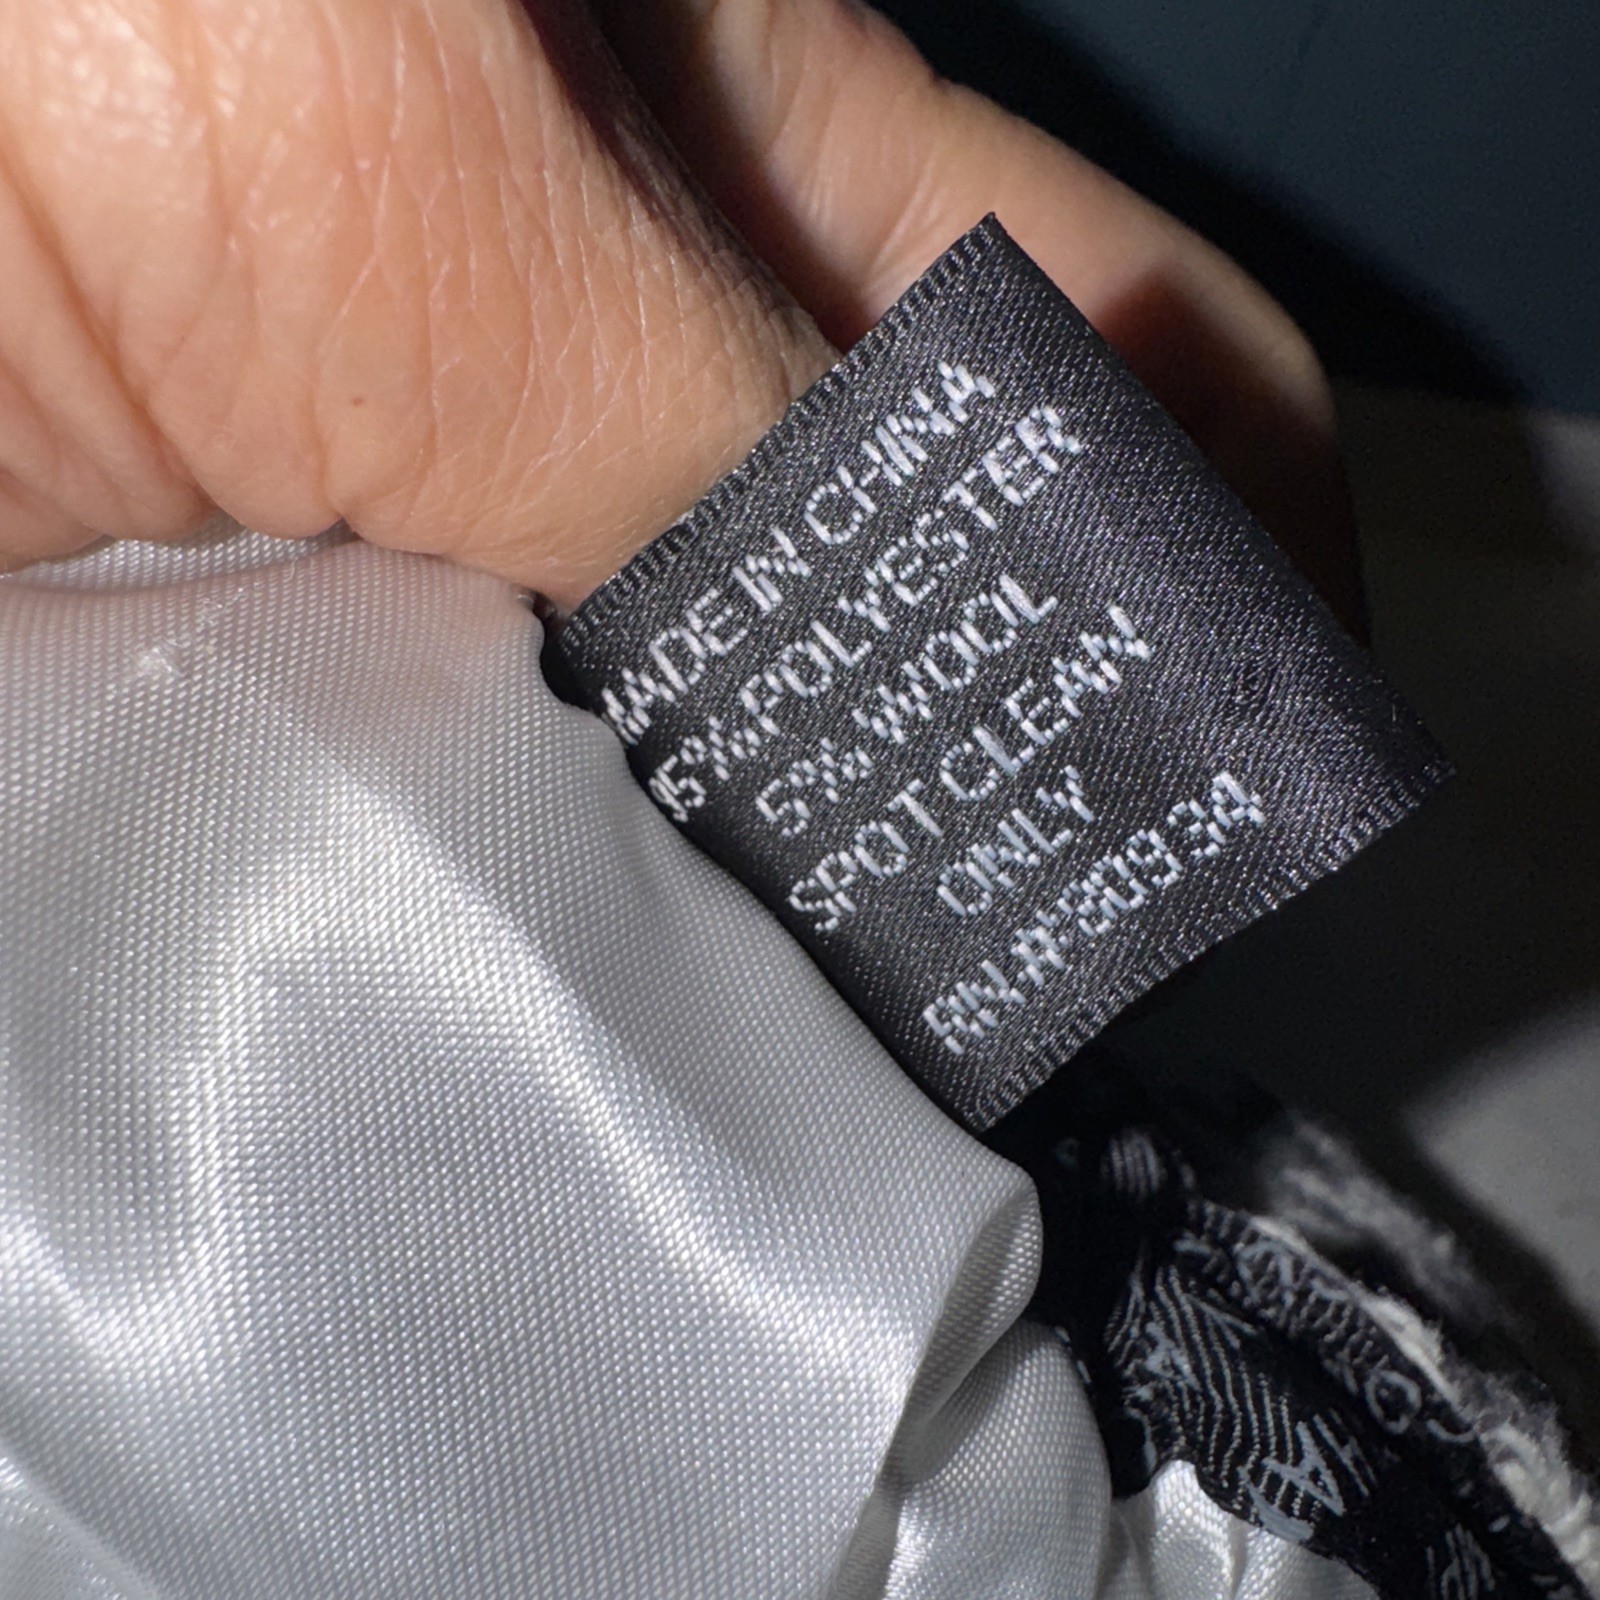 MADE IN CHINA
95%POLYESTER
5% WOOL
SPOT CLEAN
ONLY
RN#80934